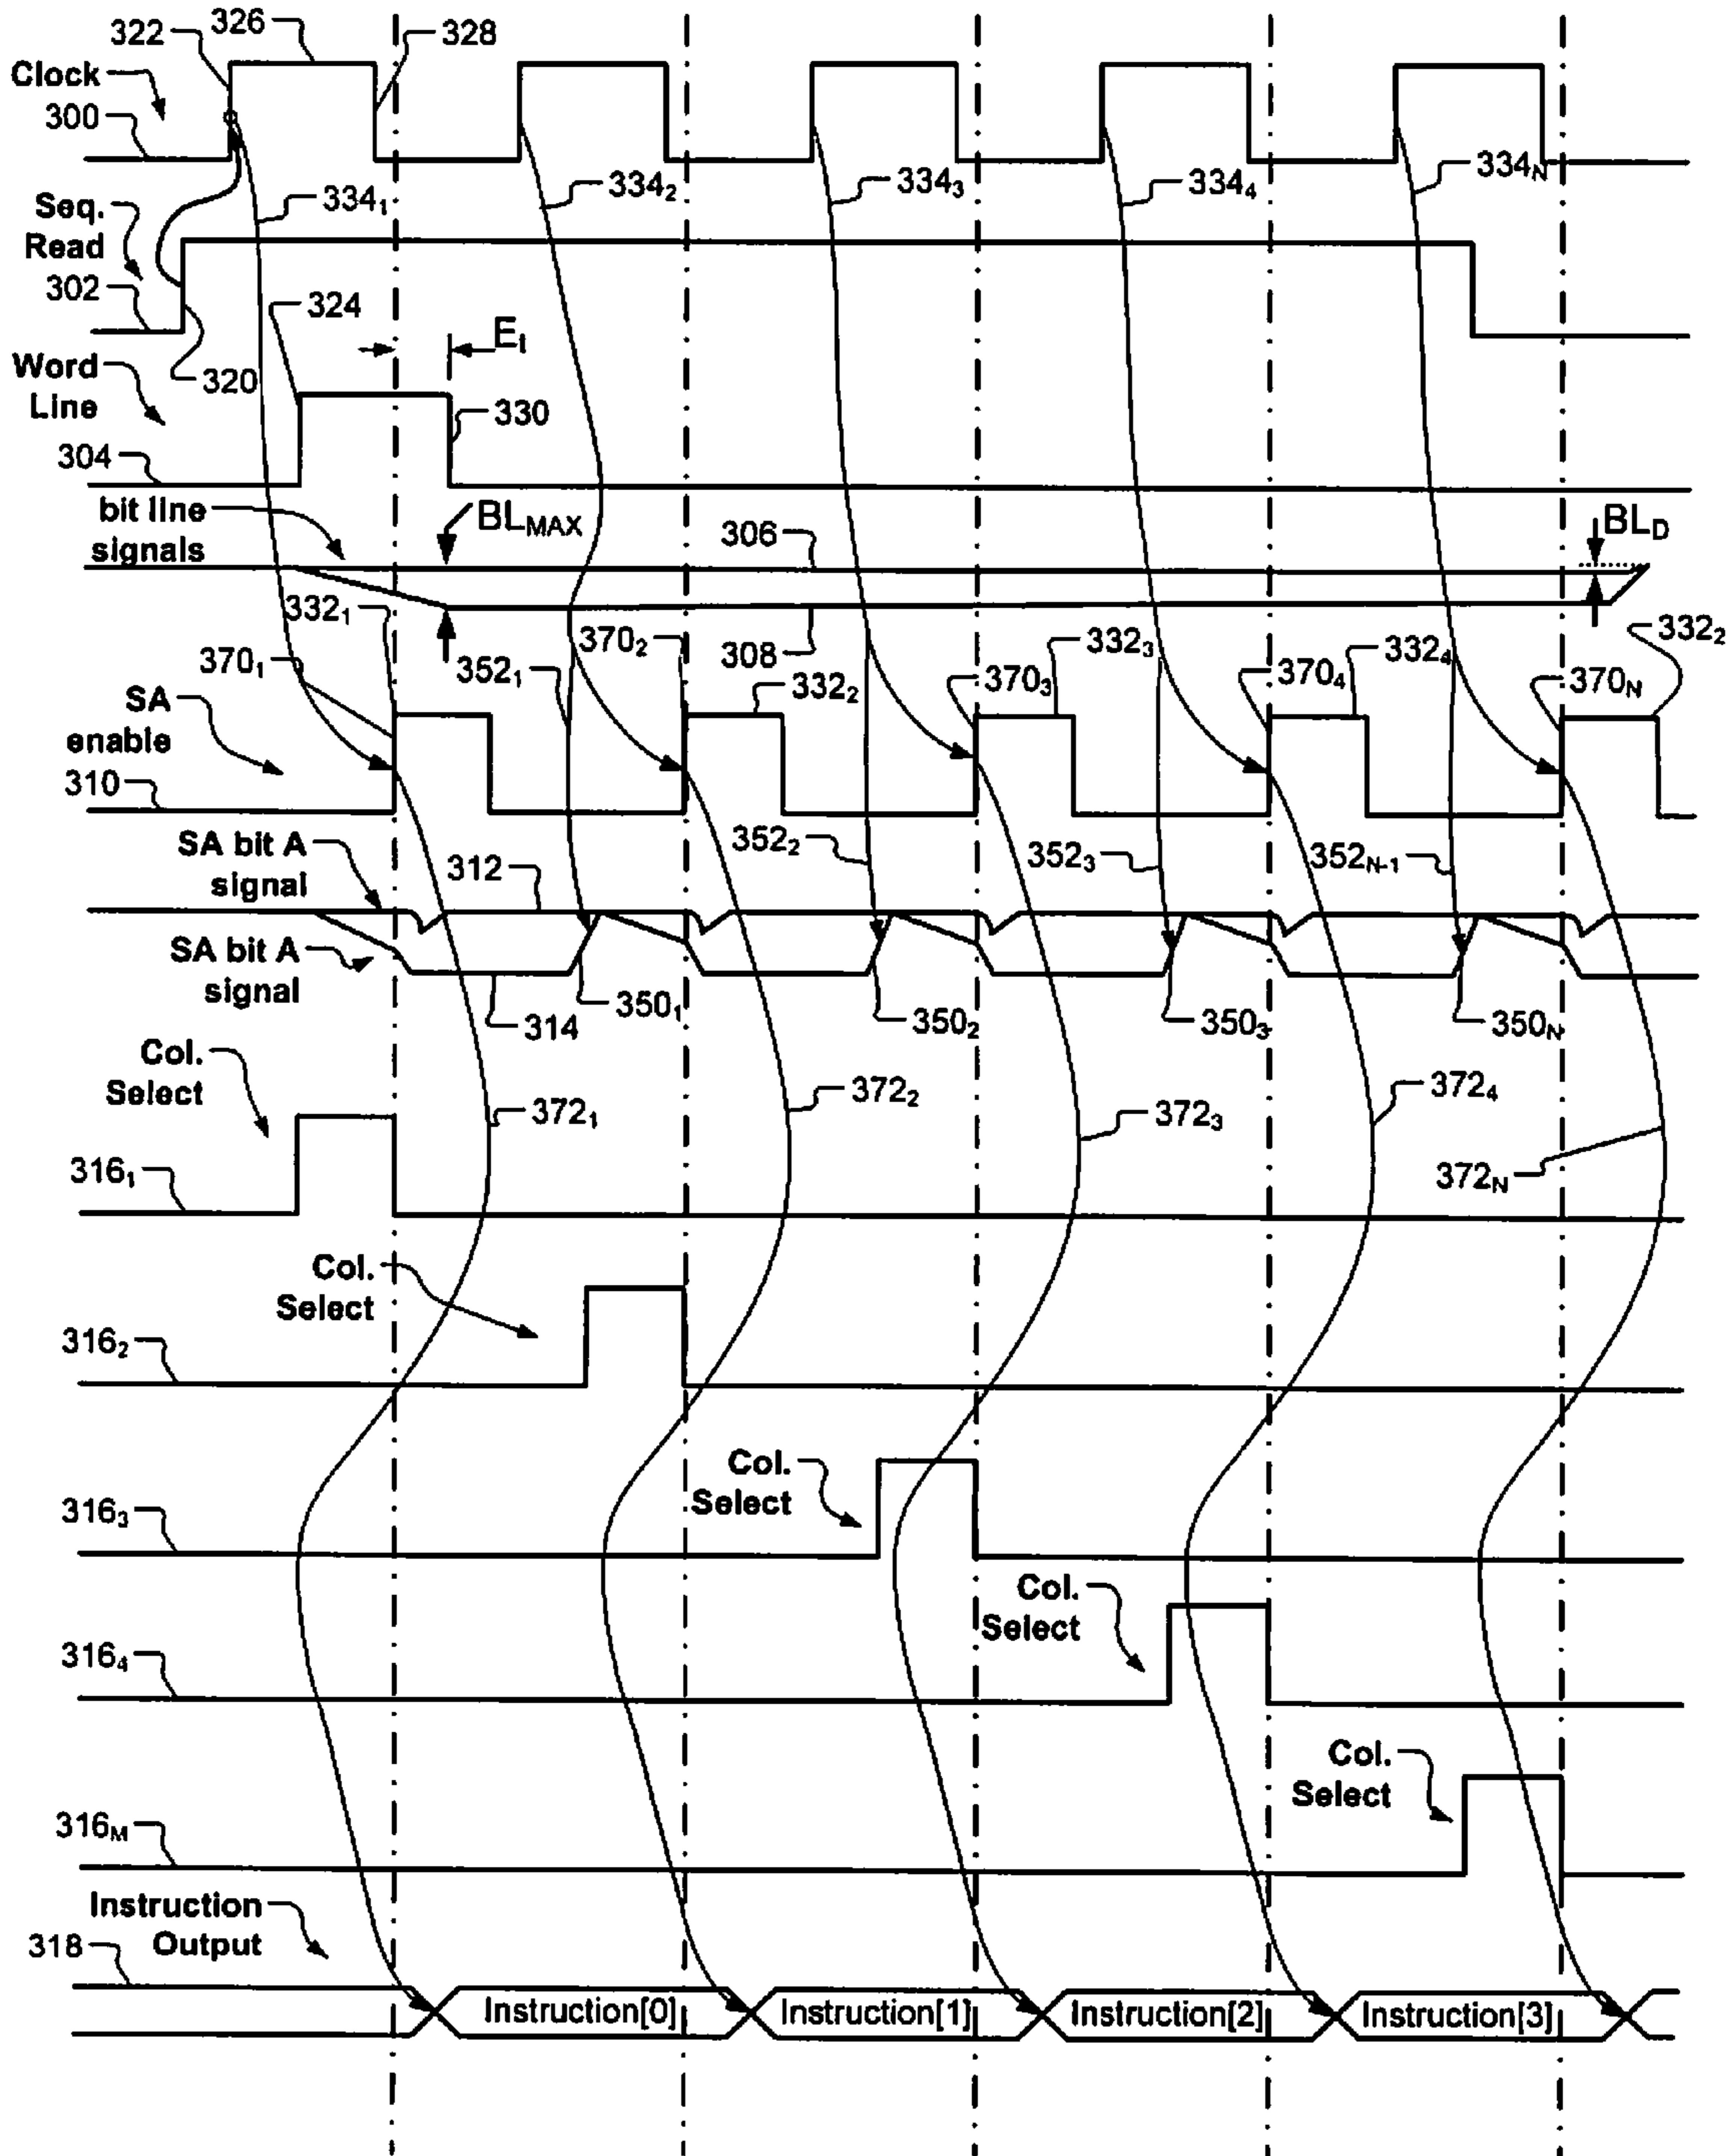 322
326
328
Clock
300
334₁
334₂
334₃
334₄
334N
Seq.
Read
302
324
320
Eₜ
Word
Line
330
304
bit line
signals
BLMAX
306
BLD
332₁
370₁
352₁
370₂
308
332₂
370₃
332₃
370₄
332₄
370N
332₂
SA
enable
310
SA bit A
signal
312
352₂
352₃
352N-1
SA bit A
signal
314
350₁
350₂
350₃
350N
Col.
Select
316₁
372₁
372₂
372₃
372₄
372N
Col.
Select
316₂
Col.
Select
316₃
Col.
Select
316₄
Col.
Select
316M
Instruction
Output
318
Instruction[0]
Instruction[1]
Instruction[2]
Instruction[3]